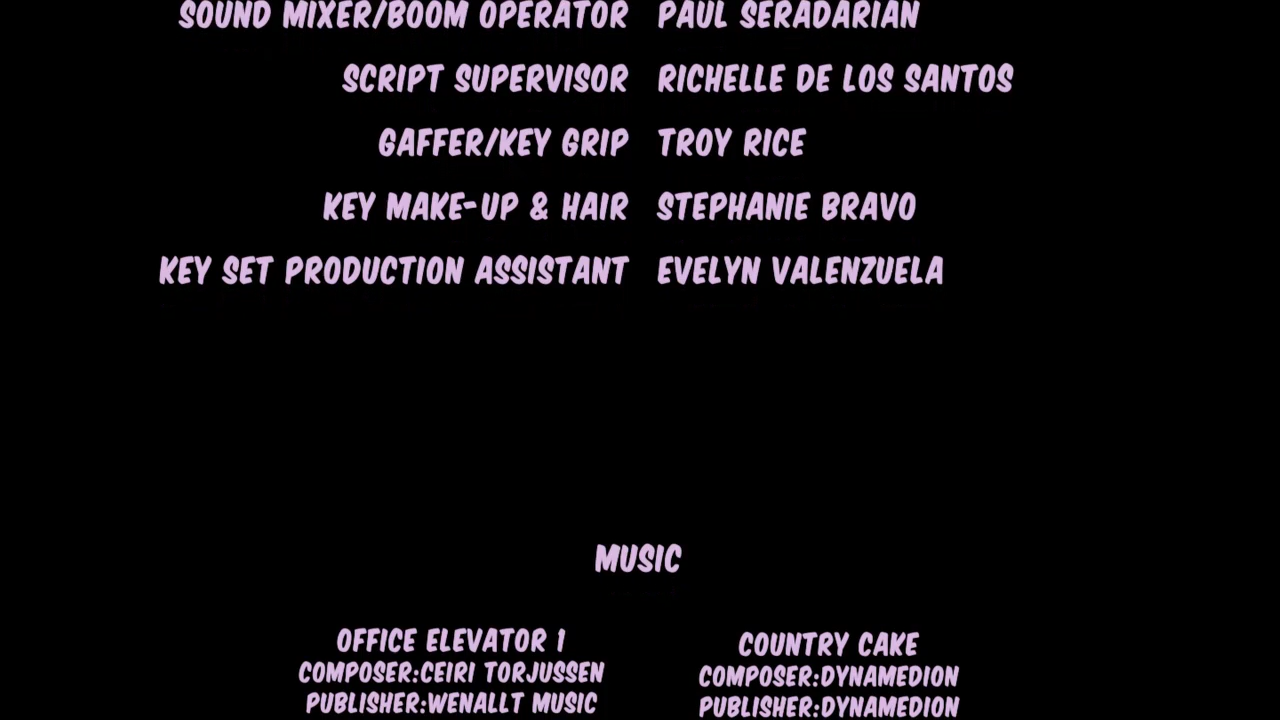 SOUND MIXER/BOOM OPERATOR PAUL SERADARIAN
SCRIPT SUPERVISOR RICHELLE DE LOS SANTOS
GAFFER/KEY GRIP TROY RICE
KEY MAKE-UP & HAIR STEPHANIE BRAVO
KEY SET PRODUCTION ASSISTANT EVELYN VALENZUELA
MUSIC
OFFICE ELEVATOR 1
COMPOSER:CEIRI TORJUSSEN
PUBLISHER:WENALLT MUSIC
COUNTRY CAKE
COMPOSER:DYNAMEDION
PUBLISHER:DYNAMEDION